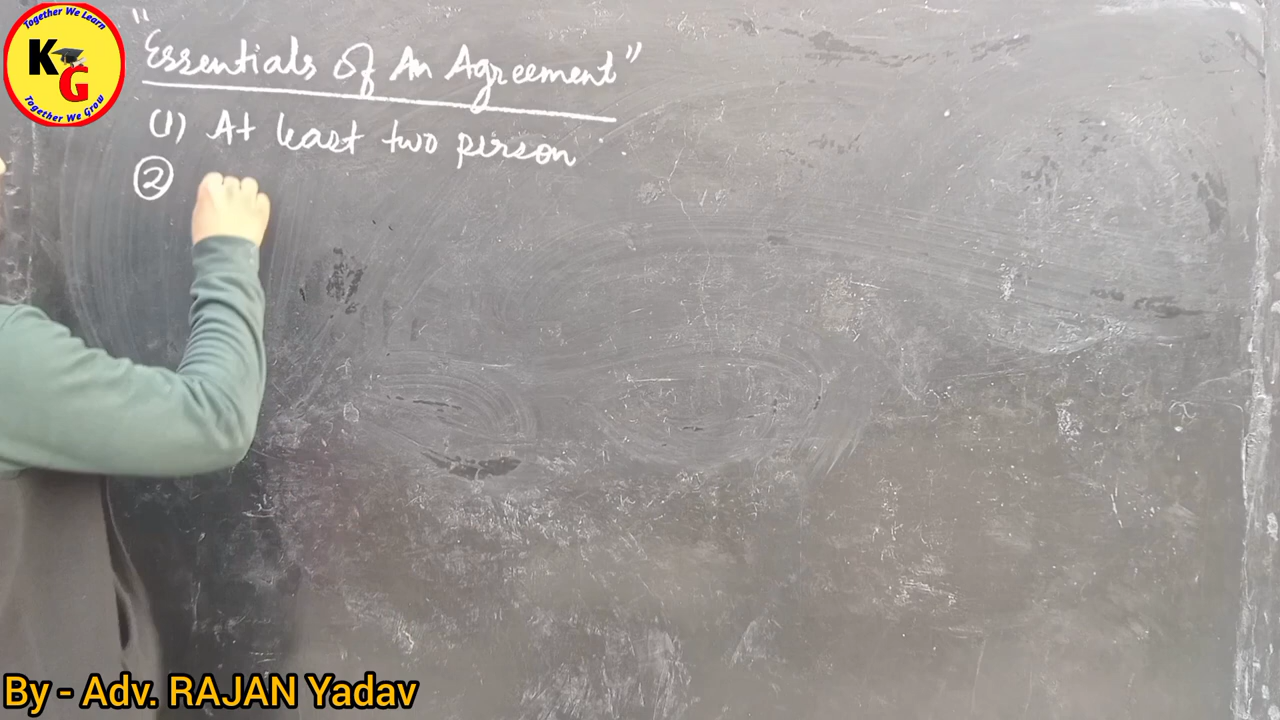 Together We Learn
KG
Together We Grow
"Essentials Of An Agreement"
(1) At least two person
②
By - Adv. RAJAN Yadav